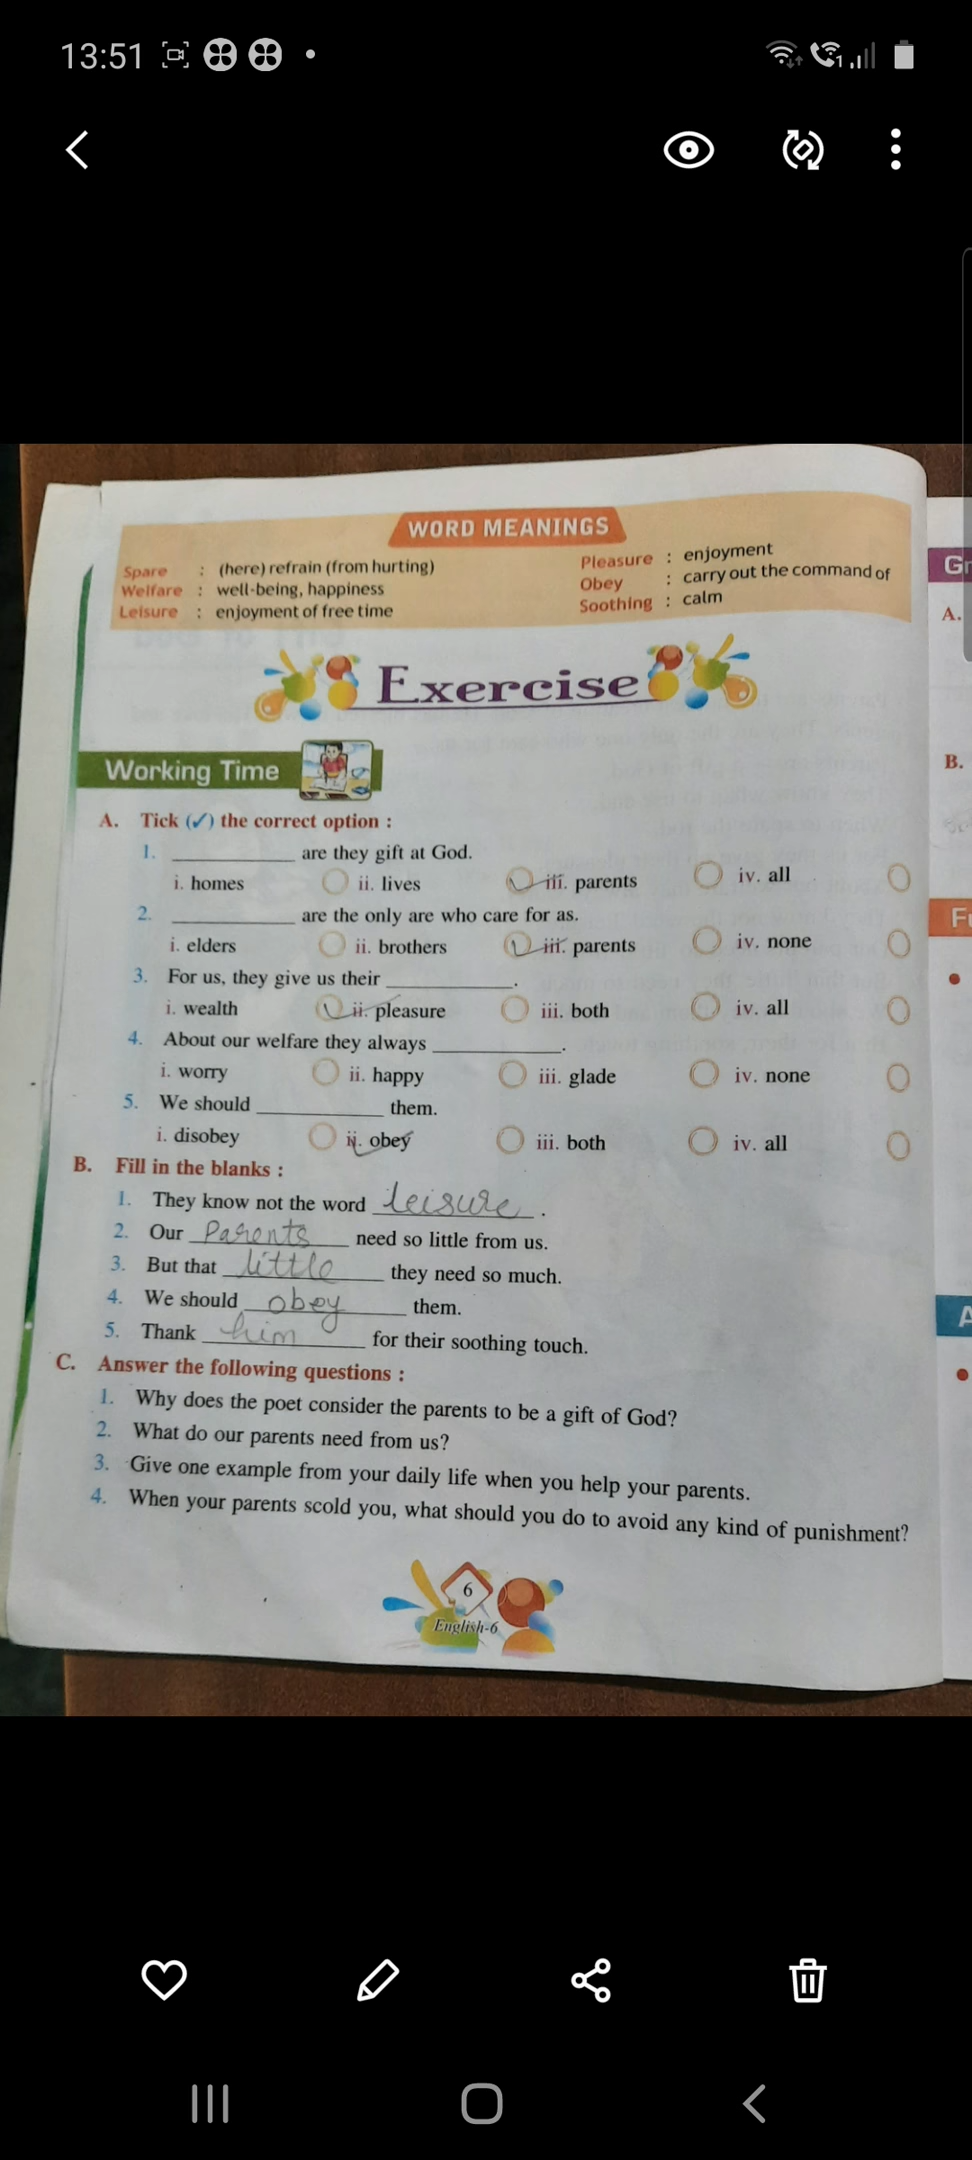 13:51
WORD MEANINGS
Spare : (here) refrain (from hurting)
Welfare : well-being, happiness
Leisure : enjoyment of free time
Pleasure : enjoyment
Obey : carry out the command of
Soothing : calm
Exercise
Working Time
A. Tick (✓) the correct option :
1. ____________ are they gift at God.
i. homes ii. lives iii. parents iv. all
2. ____________ are the only are who care for as.
i. elders ii. brothers iii. parents iv. none
3. For us, they give us their ____________.
i. wealth ii. pleasure iii. both iv. all
4. About our welfare they always ____________.
i. worry ii. happy iii. glade iv. none
5. We should ____________ them.
i. disobey ii. obey iii. both iv. all
B. Fill in the blanks :
1. They know not the word leisure.
2. Our Parents need so little from us.
3. But that little they need so much.
4. We should obey them.
5. Thank him for their soothing touch.
C. Answer the following questions :
1. Why does the poet consider the parents to be a gift of God?
2. What do our parents need from us?
3. Give one example from your daily life when you help your parents.
4. When your parents scold you, what should you do to avoid any kind of punishment?
6
English-6
A.
B.